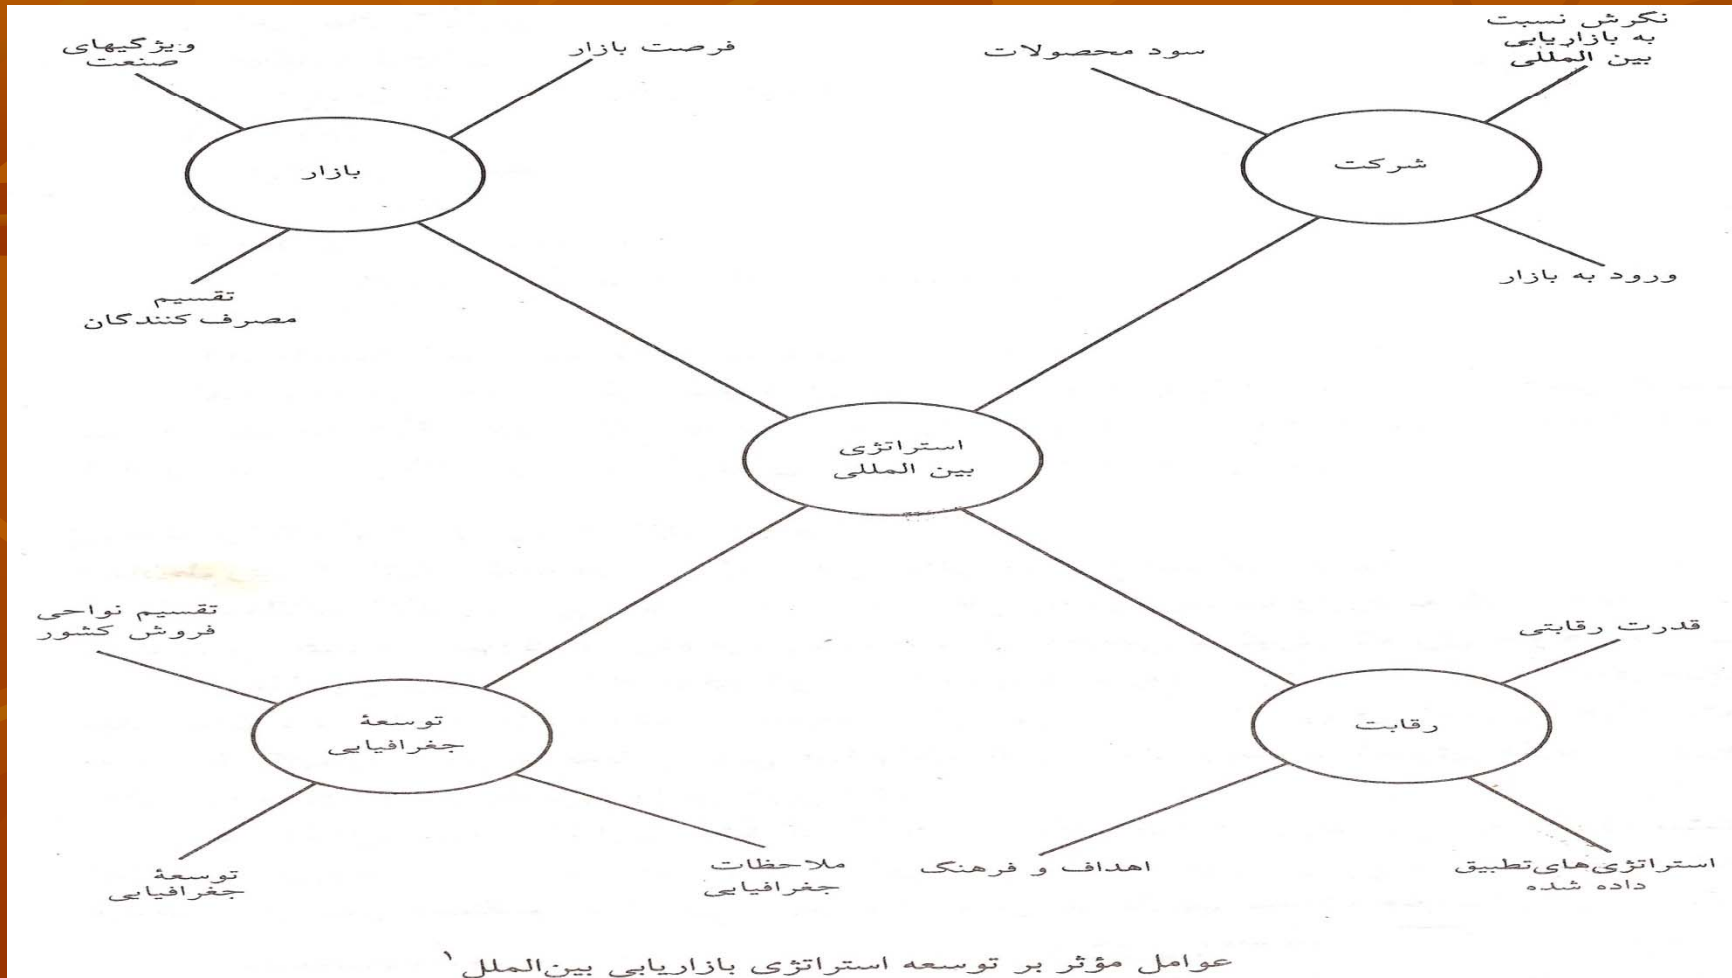 نگرش نسبت
به بازاریابی
بین المللی
سود محصولات
شرکت
ورود به بازار
فرصت بازار
ویژگیهای
صنعت
بازار
تقسیم
مصرف کنندگان
استراتژی
بین المللی
قدرت رقابتی
رقابت
استراتژی‌های تطبیق
داده شده
اهداف و فرهنگ
تقسیم نواحی
فروش کشور
توسعهٔ
جغرافیایی
ملاحظات
جغرافیایی
توسعهٔ
جغرافیایی
عوامل مؤثر بر توسعه استراتژی بازاریابی بین‌الملل۱